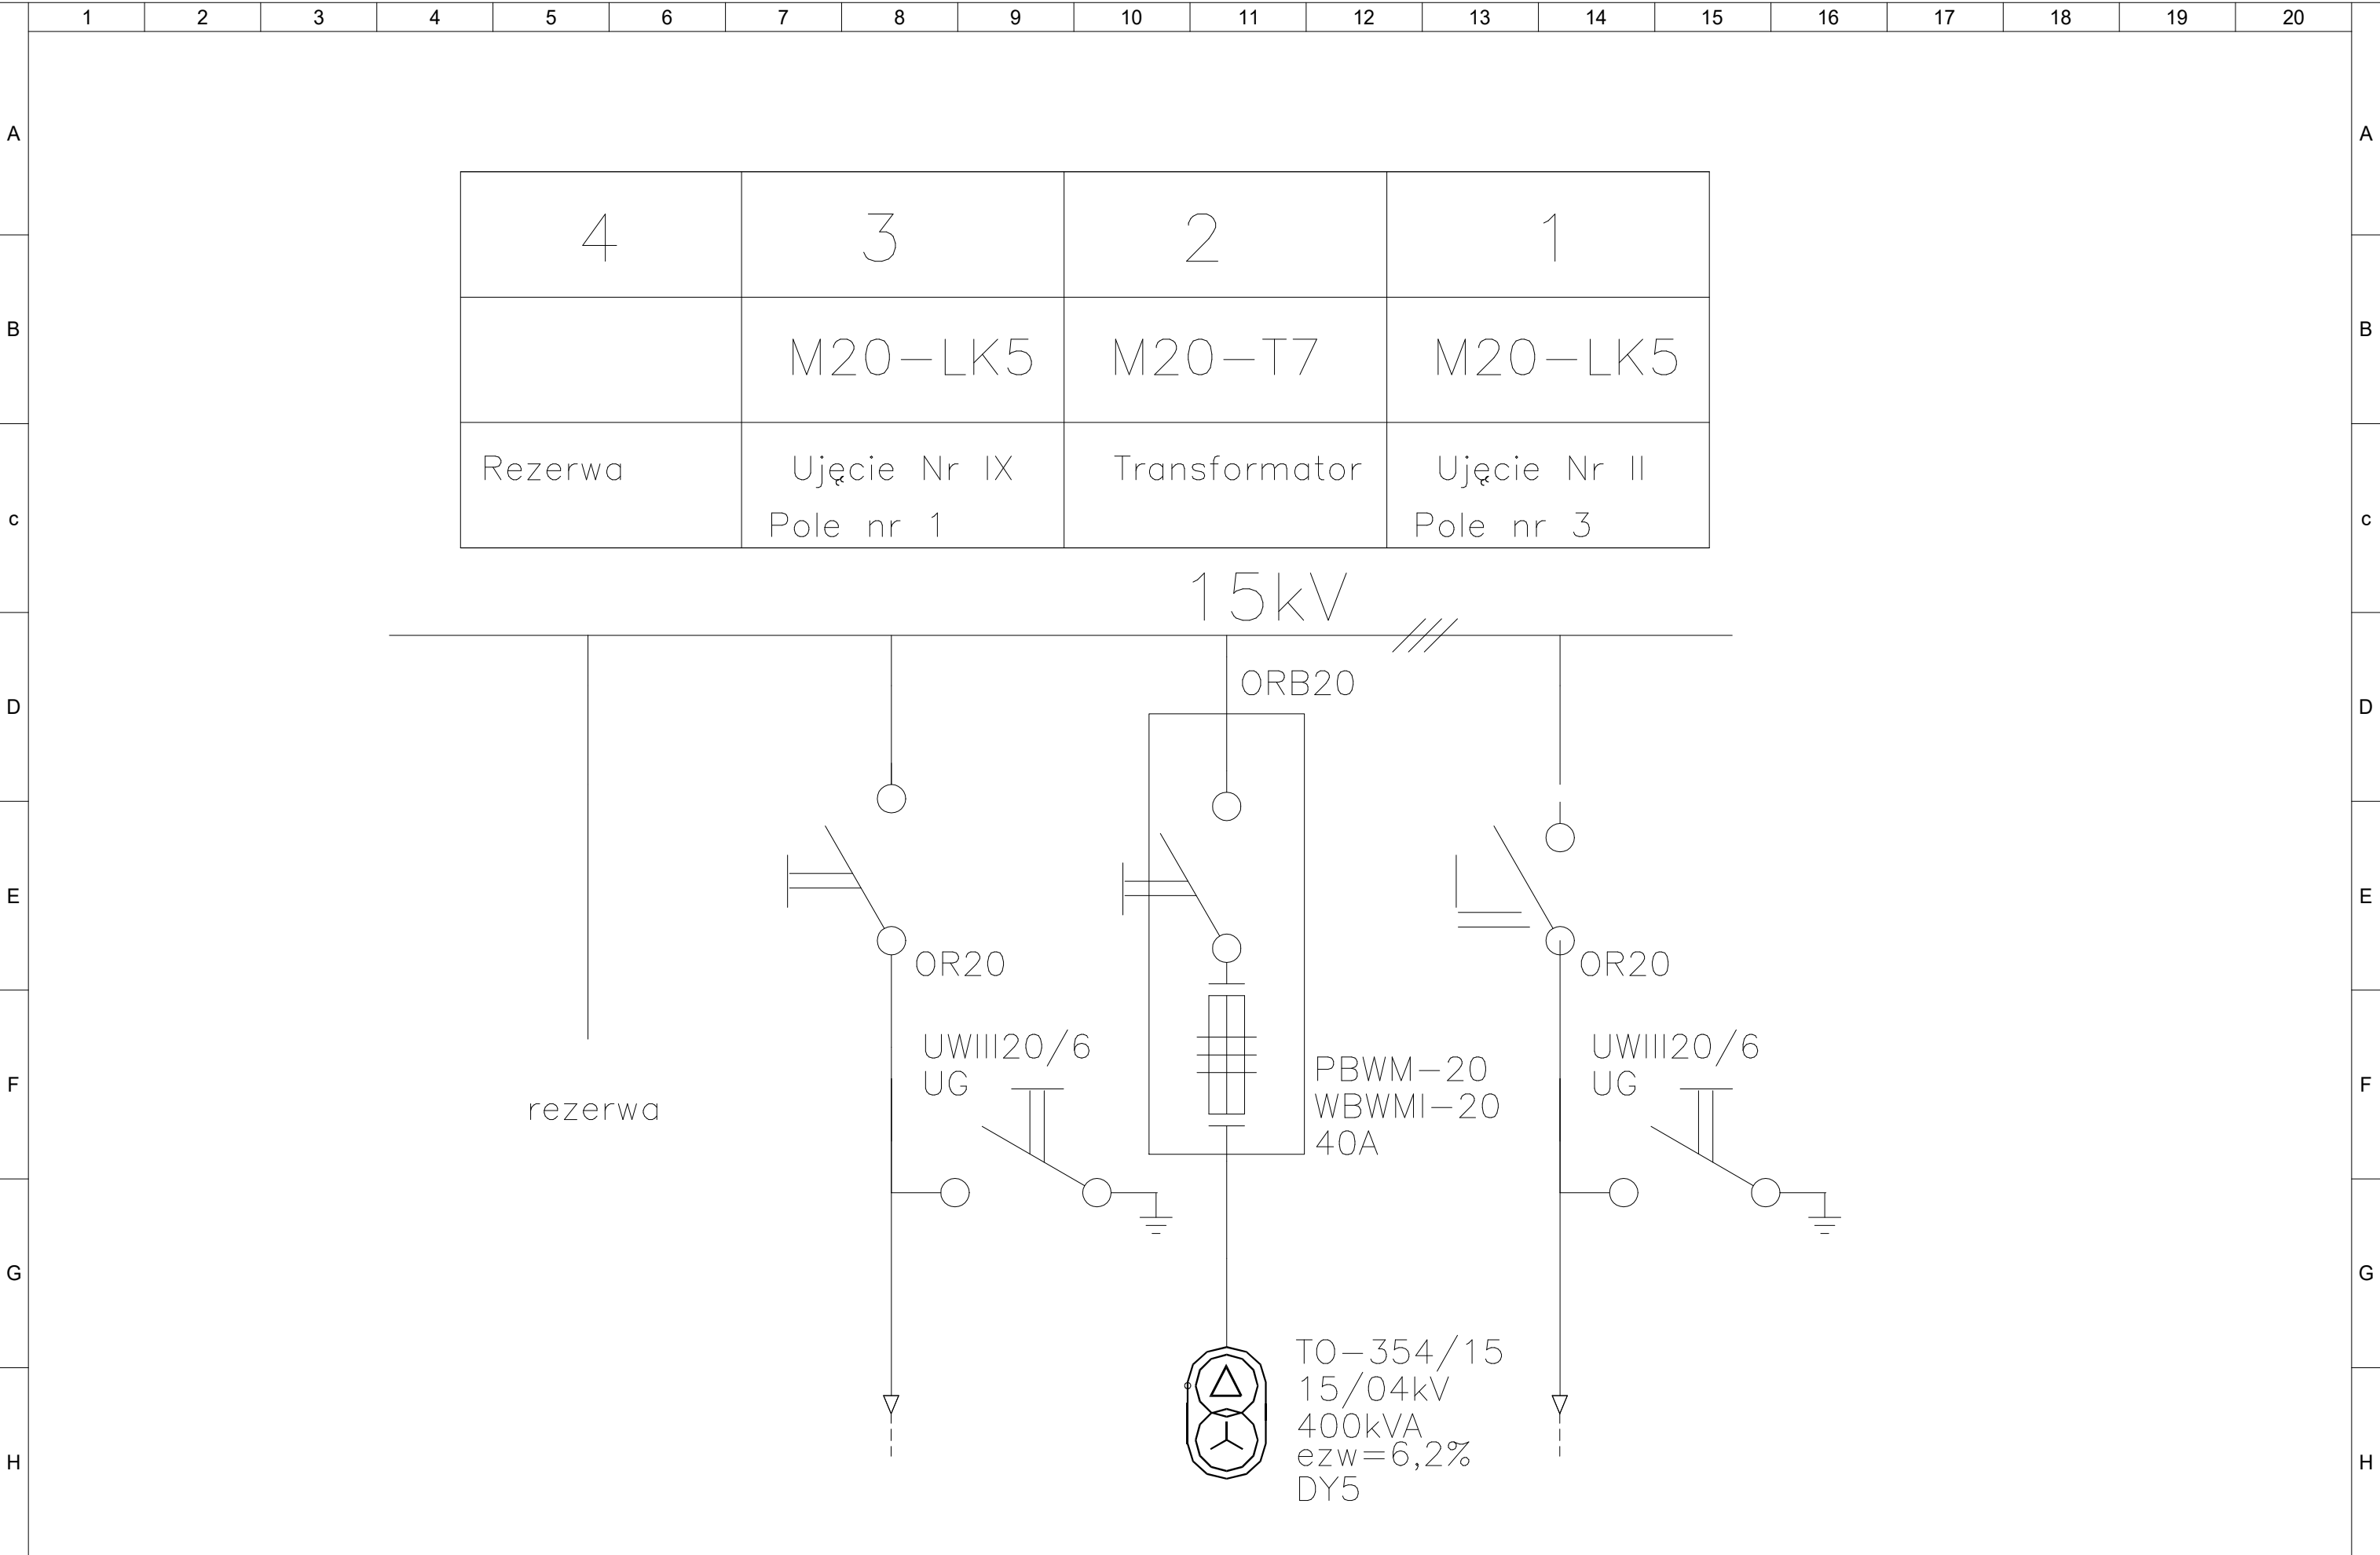 1 2 3 4 5 6 7 8 9 10 11 12 13 14 15 16 17 18 19 20
A A
4 3 2 1
B B
M20-LK5 M20-T7 M20-LK5
Rezerwa Ujęcie Nr IX Transformator Ujęcie Nr II
c c
Pole nr 1 Pole nr 3
15kV
ORB20
D D
E E
OR20 OR20
UWIII20/6 UWIII20/6
UG UG
F F
PBWM-20
WBWMI-20
40A
rezerwa
G G
TO-354/15
15/04kV
400kVA
ezw=6,2%
DY5
H H